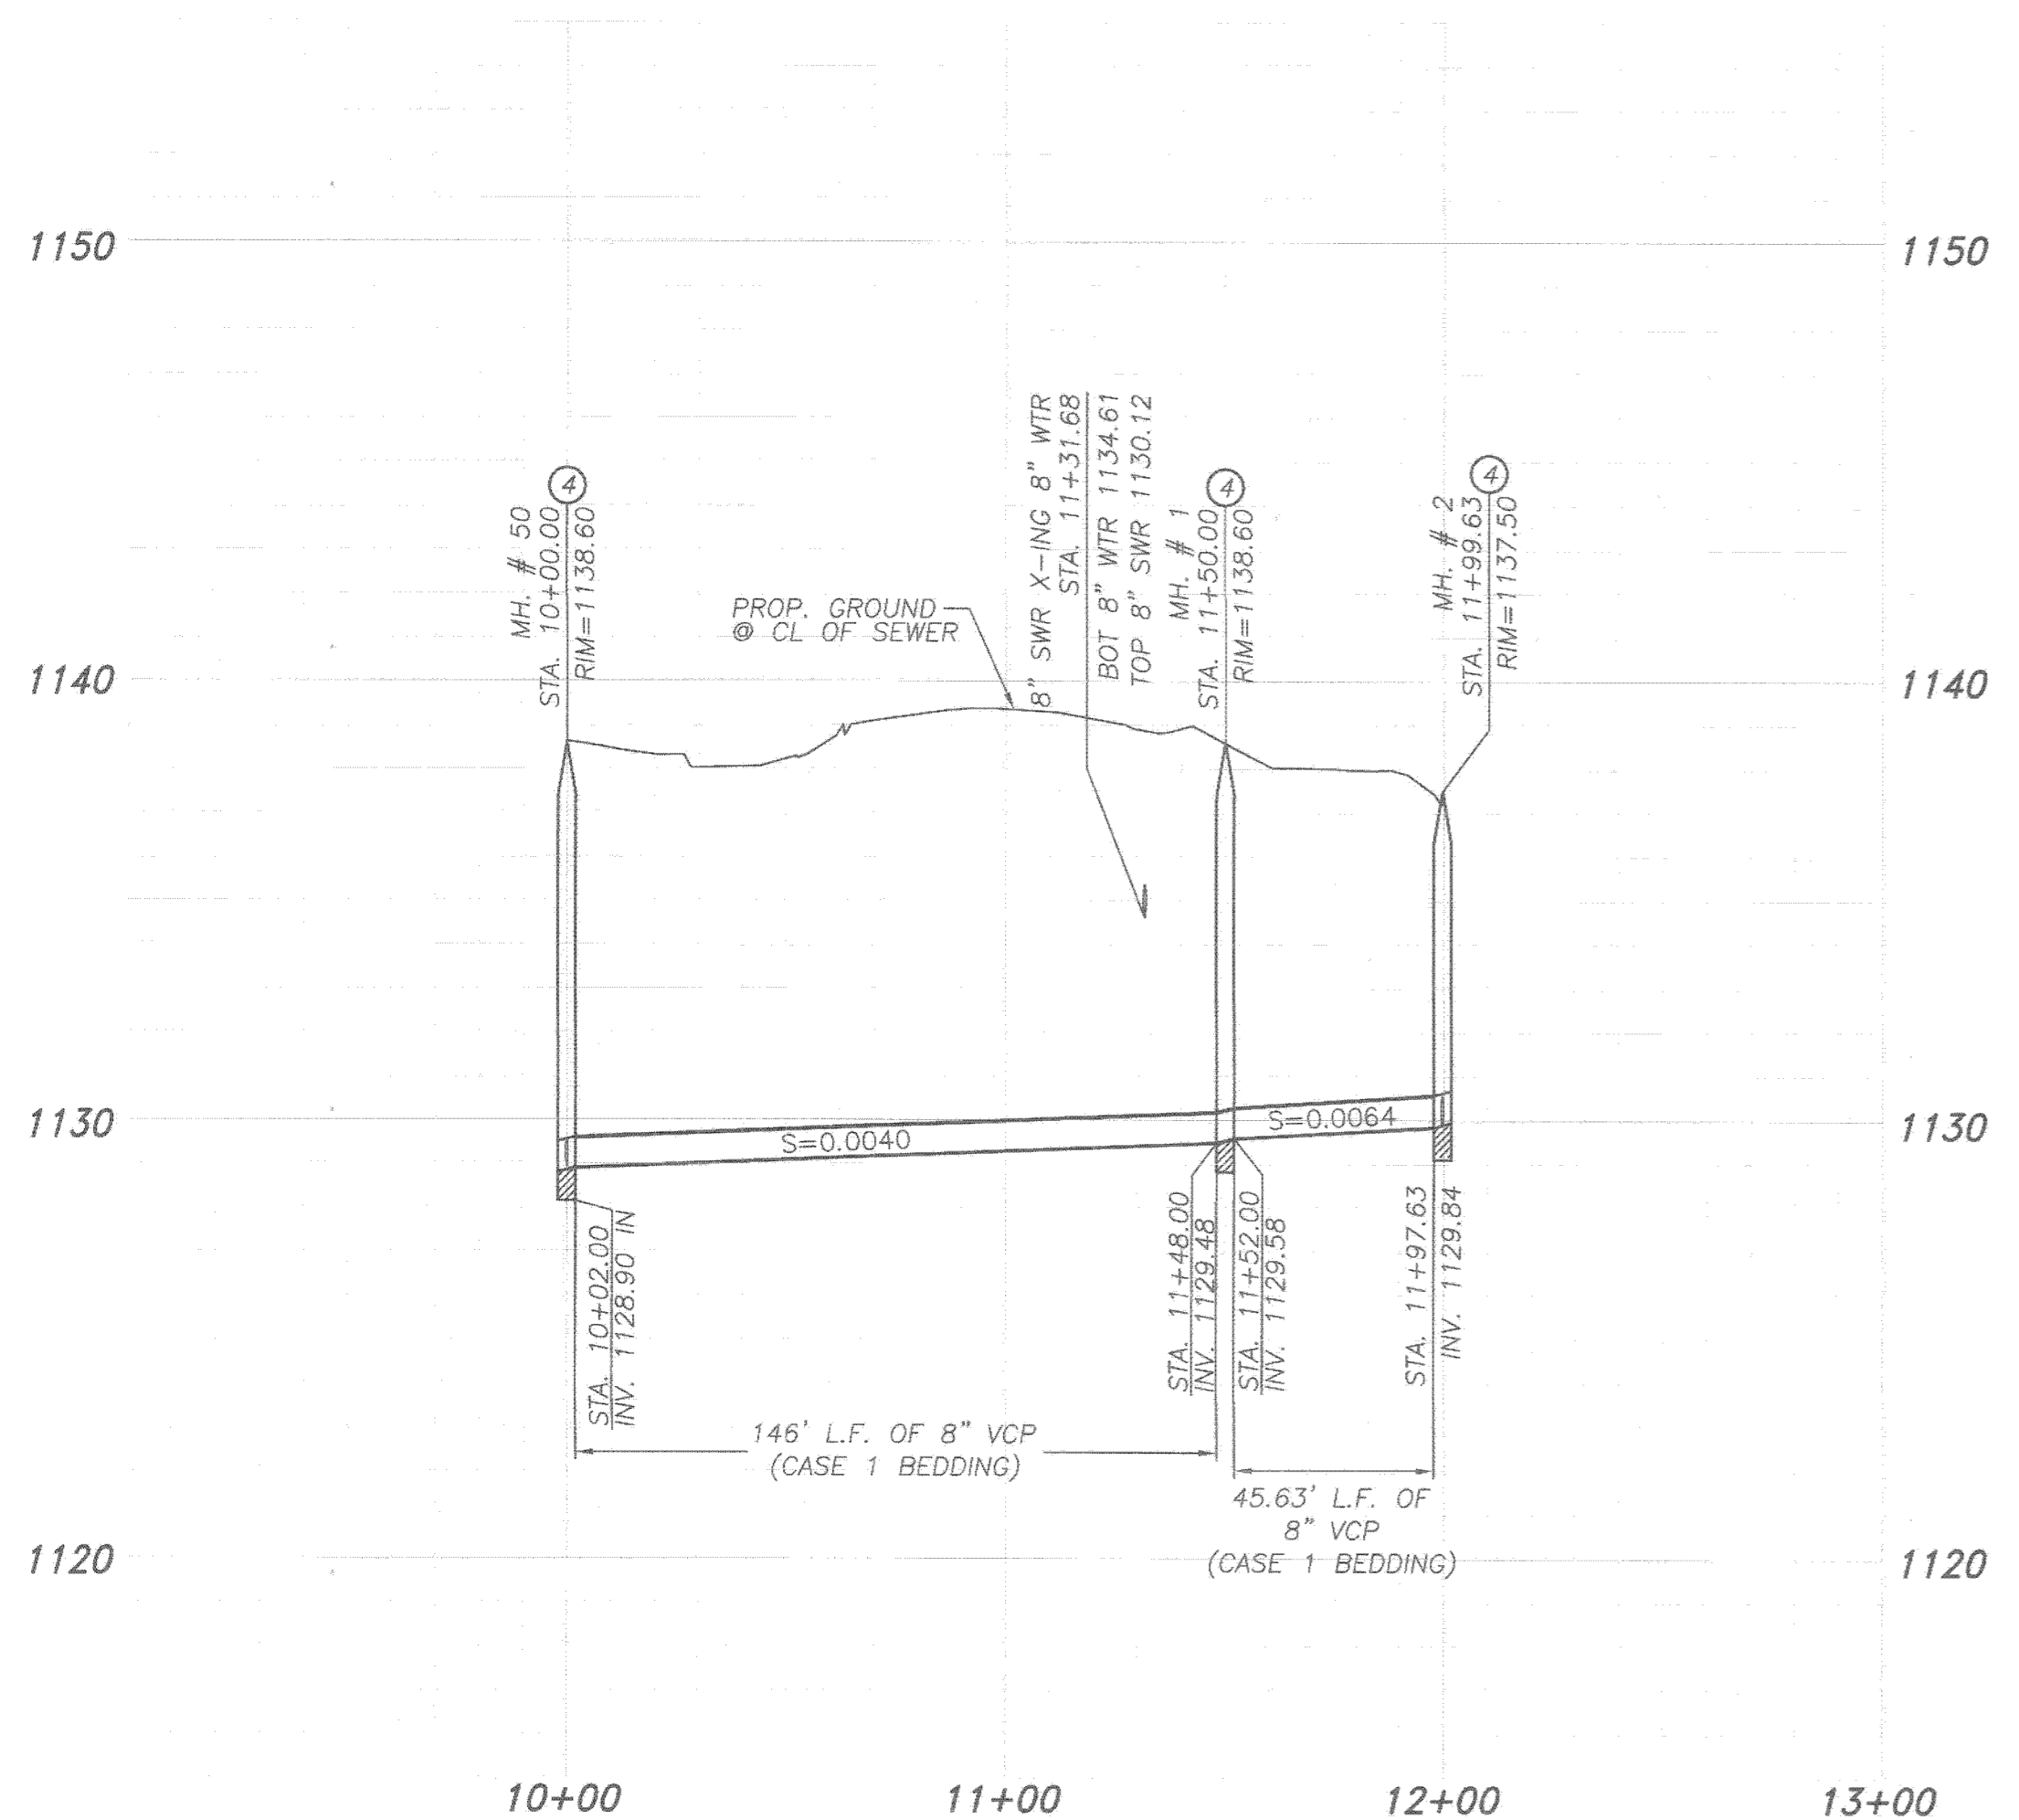 1150
1150
8" SWR X-ING 8" WTR
STA. 11+31.68
BOT 8" WTR 1134.61
TOP 8" SWR 1130.12
4
MH. # 50
STA. 10+00.00
RIM=1138.60
4
MH. # 1
STA. 11+50.00
RIM=1138.60
4
MH. # 2
STA. 11+99.63
RIM=1137.50
PROP. GROUND
@ CL OF SEWER
1140
1140
1130
S=0.0040
S=0.0064
1130
STA. 10+02.00
INV. 1128.90 IN
STA. 11+48.00
INV. 1129.48
STA. 11+52.00
INV. 1129.58
STA. 11+97.63
INV. 1129.84
146' L.F. OF 8" VCP
(CASE 1 BEDDING)
45.63' L.F. OF
8" VCP
(CASE 1 BEDDING)
1120
1120
10+00
11+00
12+00
13+00